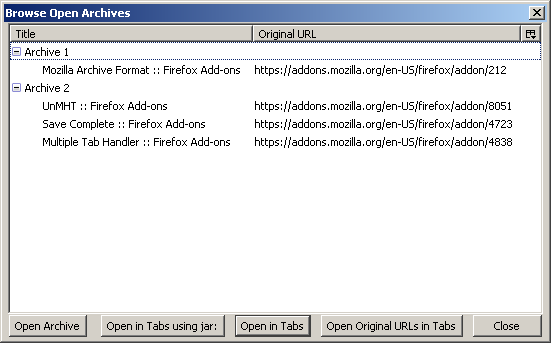 Browse Open Archives
Title Original URL
Archive 1
Mozilla Archive Format :: Firefox Add-ons https://addons.mozilla.org/en-US/firefox/addon/212
Archive 2
UnMHT :: Firefox Add-ons https://addons.mozilla.org/en-US/firefox/addon/8051
Save Complete :: Firefox Add-ons https://addons.mozilla.org/en-US/firefox/addon/4723
Multiple Tab Handler :: Firefox Add-ons https://addons.mozilla.org/en-US/firefox/addon/4838
Open Archive Open in Tabs using jar: Open in Tabs Open Original URLs in Tabs Close